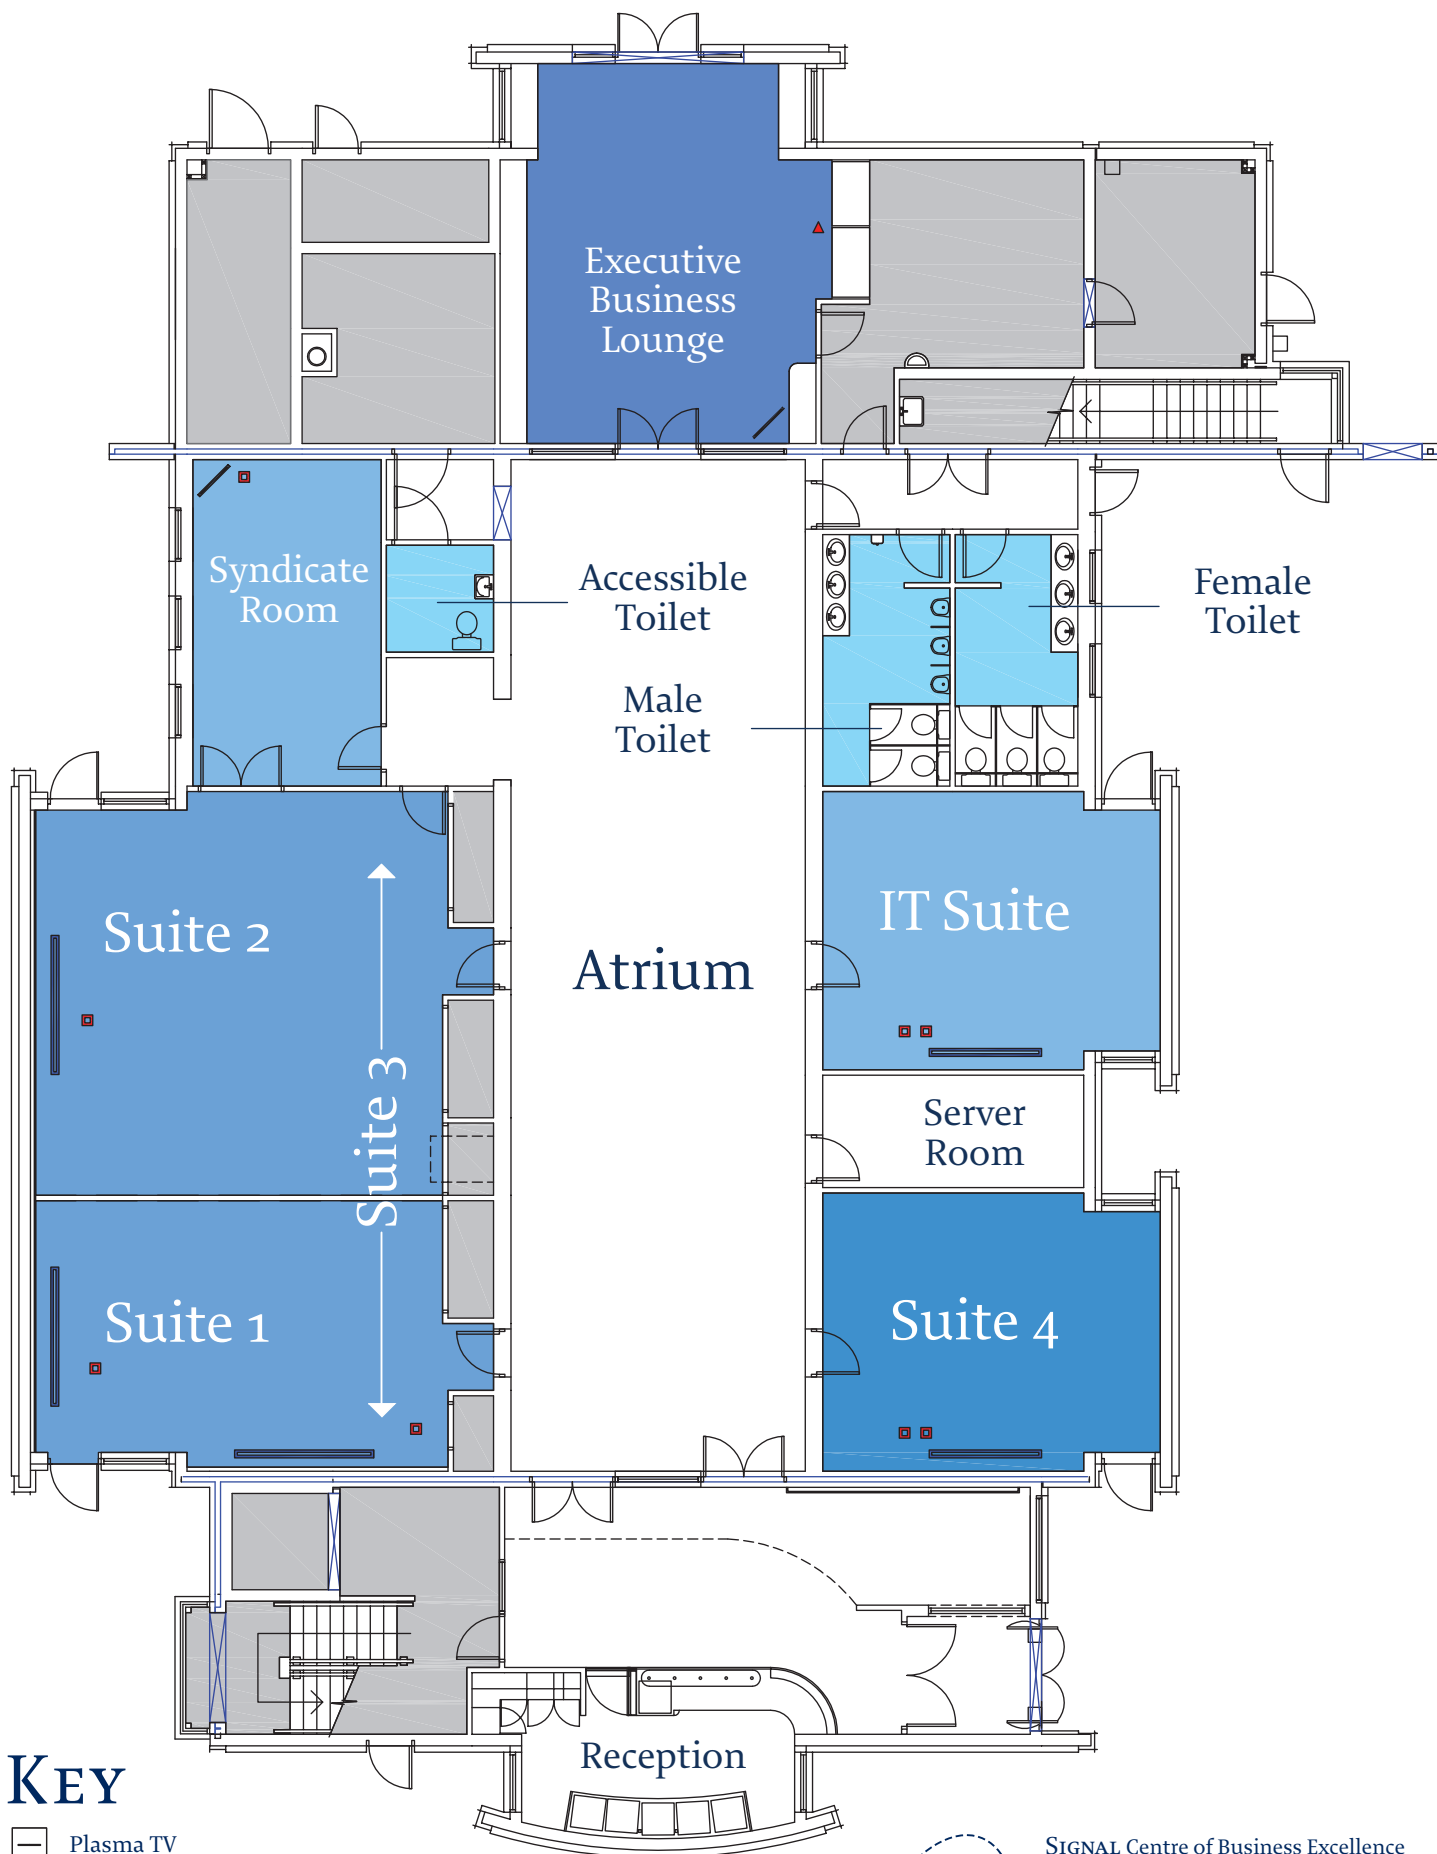 Executive
Business
Lounge
Syndicate
Room
Accessible
Toilet
Female
Toilet
Male
Toilet
Suite 2
IT Suite
Atrium
Suite 3
Server
Room
Suite 1
Suite 4
Reception
KEY
Plasma TV
SIGNAL Centre of Business Excellence